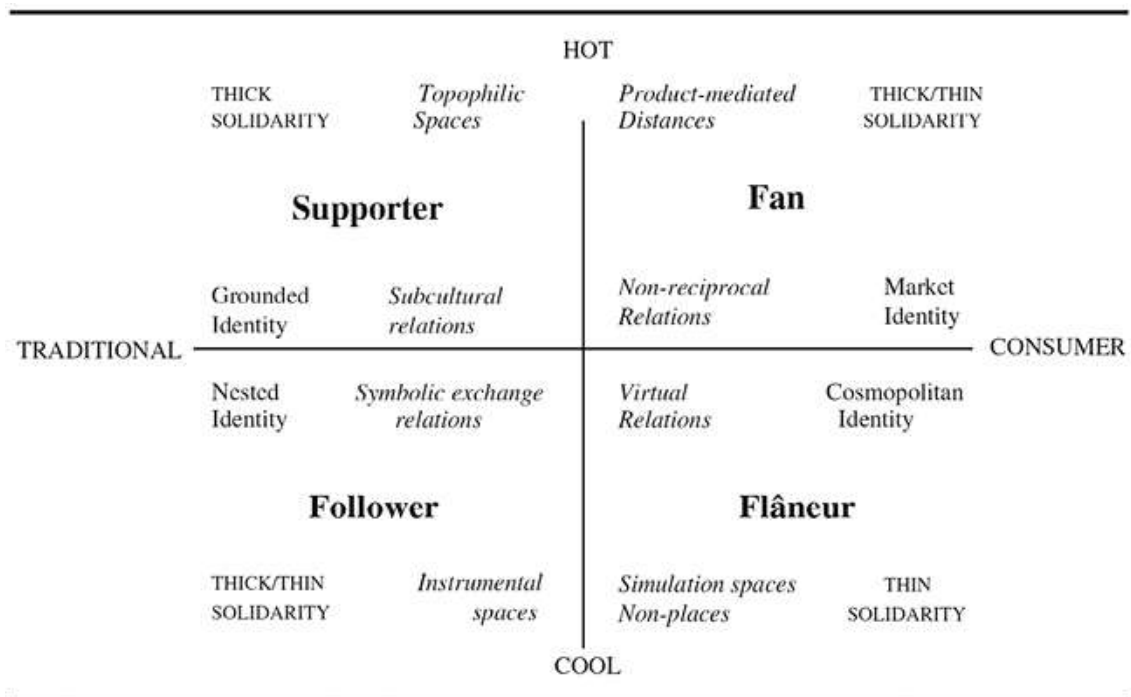 HOT
THICK SOLIDARITY
Topophilic Spaces
Product-mediated Distances
THICK/THIN SOLIDARITY
Supporter
Fan
Grounded Identity
Subcultural relations
Non-reciprocal Relations
Market Identity
TRADITIONAL
CONSUMER
Nested Identity
Symbolic exchange relations
Virtual Relations
Cosmopolitan Identity
Follower
Flâneur
THICK/THIN SOLIDARITY
Instrumental spaces
Simulation spaces
Non-places
THIN SOLIDARITY
COOL